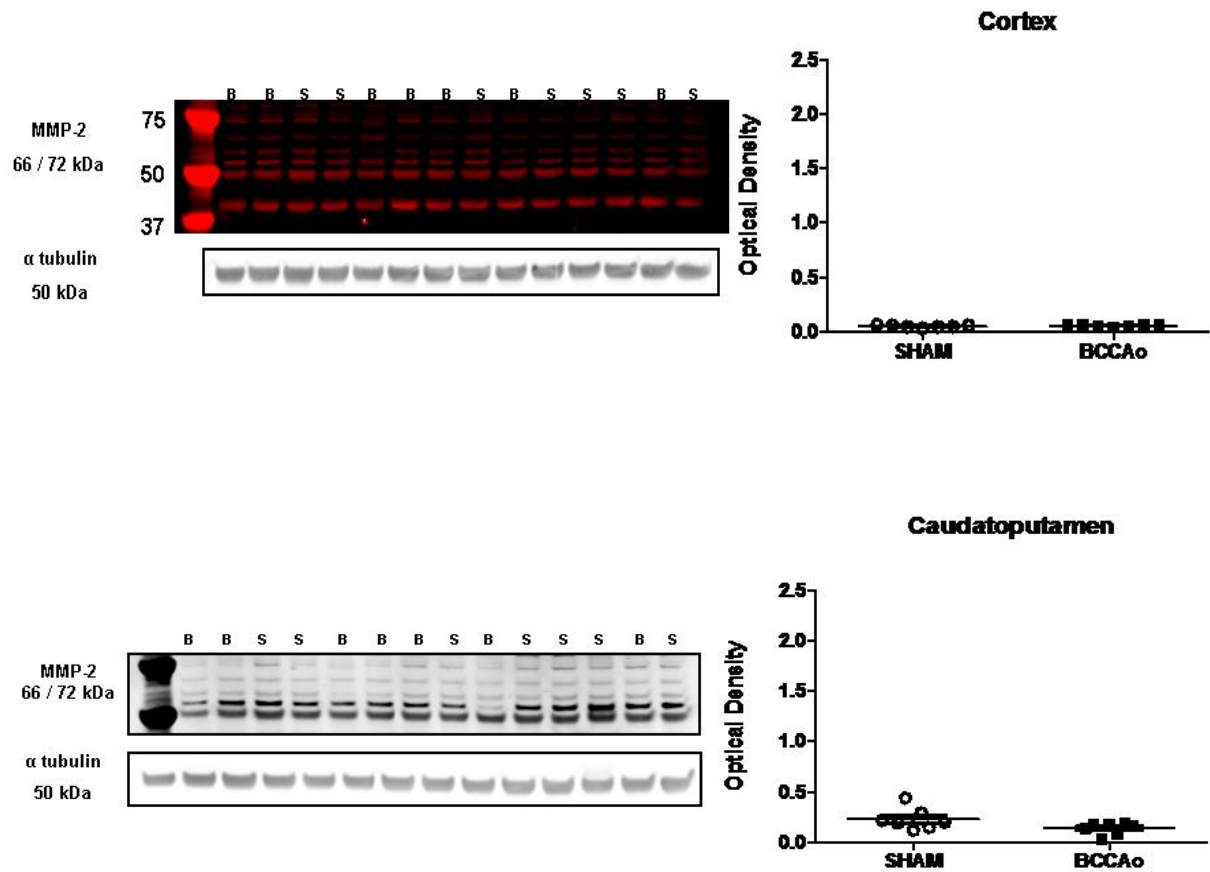 Cortex
B B S S B B B S B S S S B S
MMP-2
66 / 72 kDa
75
50
37
α tubulin
50 kDa
Optical Density
2.5
2.0
1.5
1.0
0.5
0.0
SHAM BCCAo
Caudatoputamen
B B S S B B B S B S S S B S
MMP-2
66 / 72 kDa
α tubulin
50 kDa
Optical Density
2.5
2.0
1.5
1.0
0.5
0.0
SHAM BCCAo